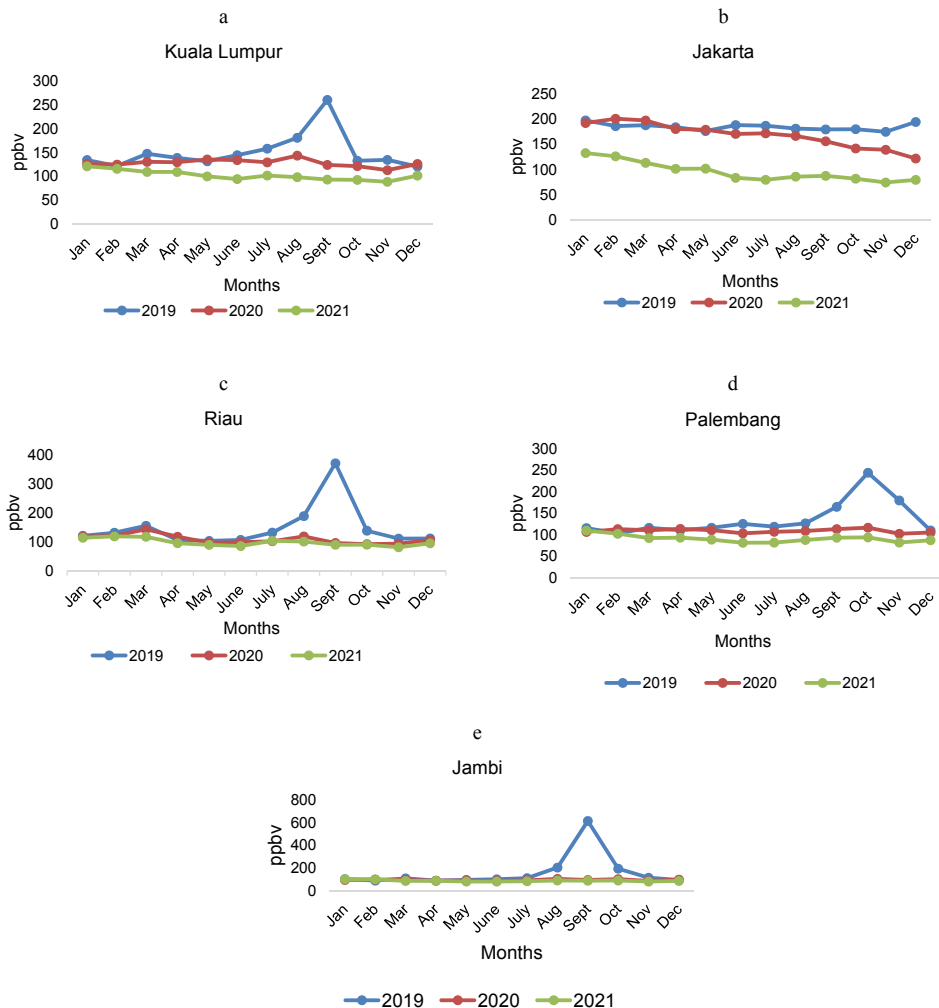 a
Kuala Lumpur
300
250
200
150
100
50
0
ppbv
Jan Feb Mar Apr May June July Aug Sept Oct Nov Dec
Months
2019 2020 2021
b
Jakarta
250
200
150
100
50
0
ppbv
Jan Feb Mar Apr May June July Aug Sept Oct Nov Dec
Months
2019 2020 2021
c
Riau
400
300
200
100
0
ppbv
Jan Feb Mar Apr May June July Aug Sept Oct Nov Dec
Months
2019 2020 2021
d
Palembang
300
250
200
150
100
50
0
ppbv
Jan Feb Mar Apr May June July Aug Sept Oct Nov Dec
Months
2019 2020 2021
e
Jambi
800
600
400
200
0
ppbv
Jan Feb Mar Apr May June July Aug Sept Oct Nov Dec
Months
2019 2020 2021